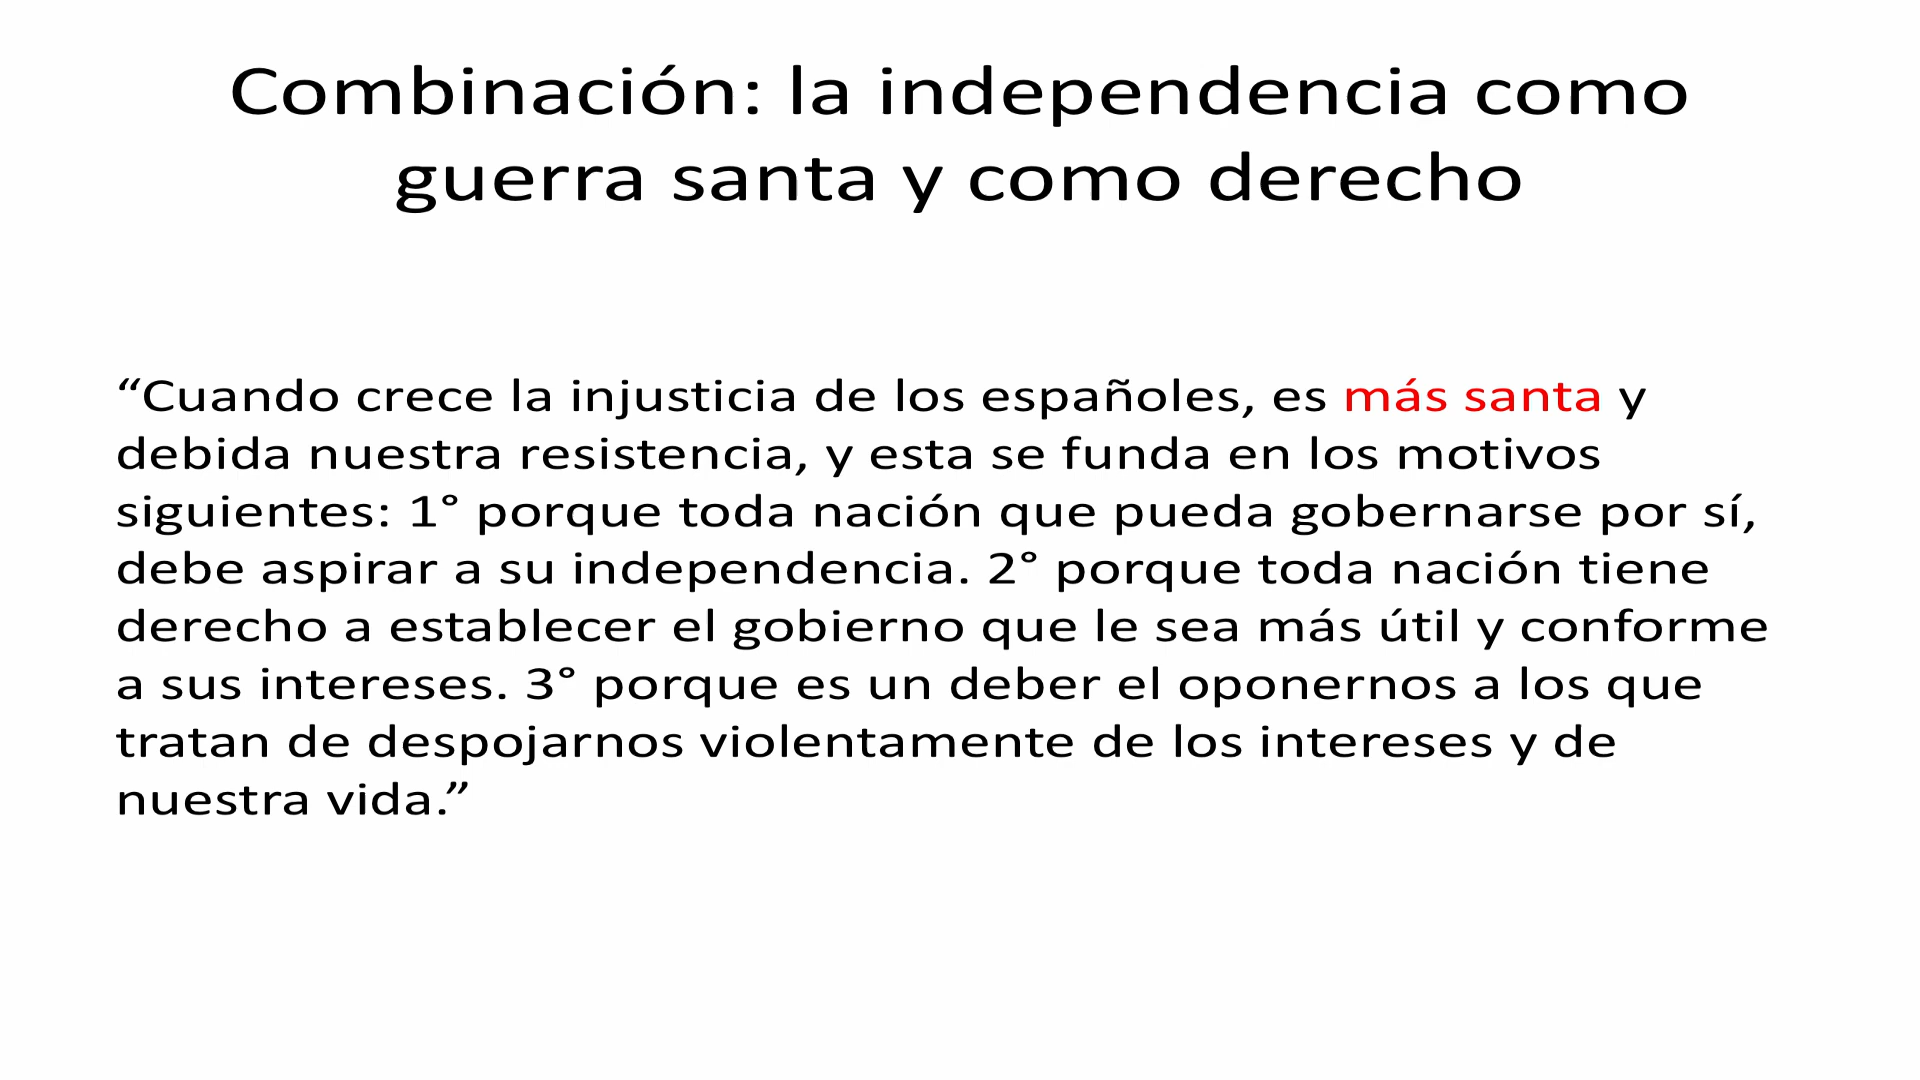 Combinación: la independencia como
guerra santa y como derecho
“Cuando crece la injusticia de los españoles, es más santa y
debida nuestra resistencia, y esta se funda en los motivos
siguientes: 1° porque toda nación que pueda gobernarse por sí,
debe aspirar a su independencia. 2° porque toda nación tiene
derecho a establecer el gobierno que le sea más útil y conforme
a sus intereses. 3° porque es un deber el oponernos a los que
tratan de despojarnos violentamente de los intereses y de
nuestra vida.”